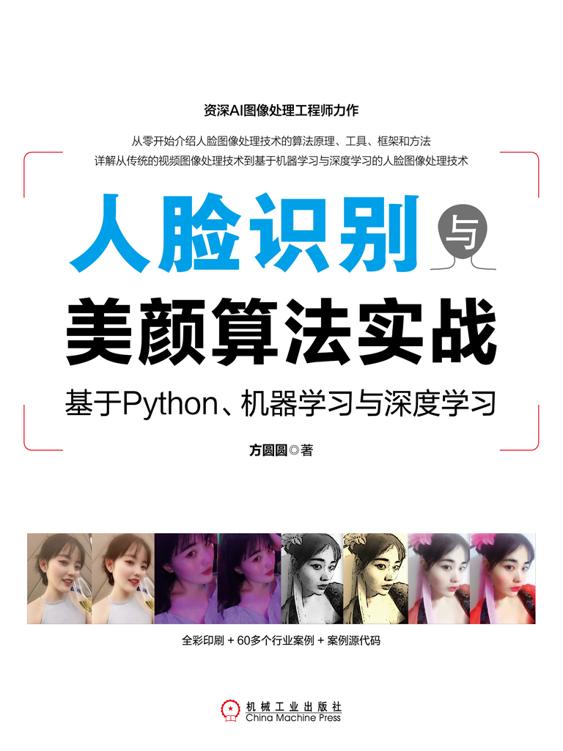 资深AI图像处理工程师力作
从零开始介绍人脸图像处理技术的算法原理、工具、框架和方法
详解从传统的视频图像处理技术到基于机器学习与深度学习的人脸图像处理技术
人脸识别与
美颜算法实战
基于Python、机器学习与深度学习
方圆圆◎著
全彩印刷 + 60多个行业案例 + 案例源代码
机械工业出版社
China Machine Press